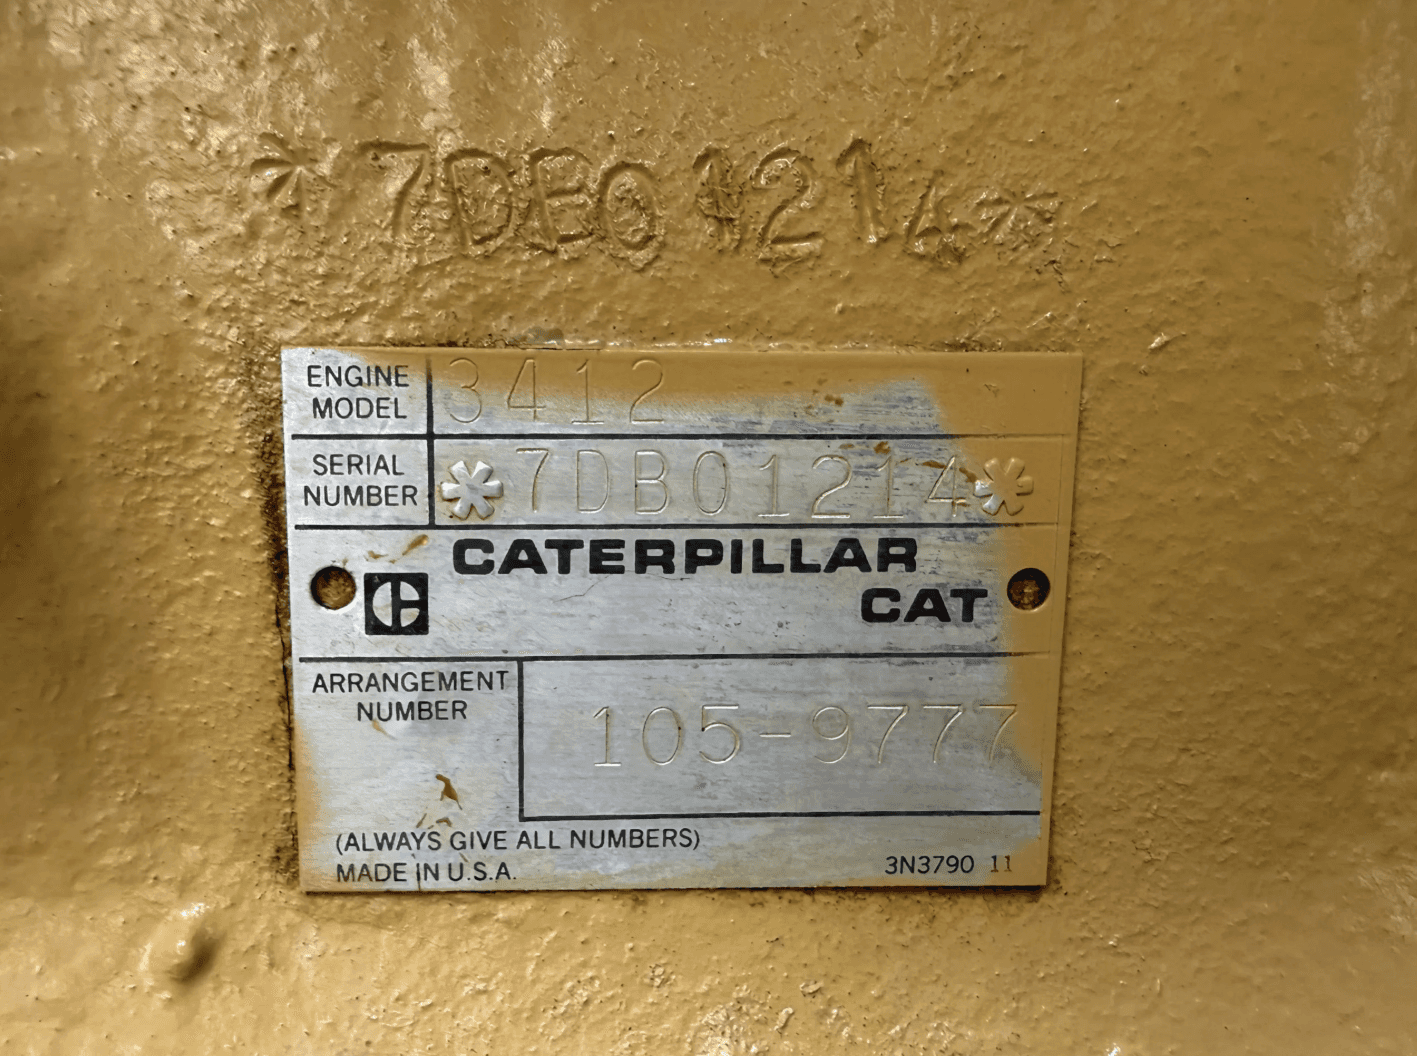 *7DB01214*
ENGINE MODEL 3412
SERIAL NUMBER *7DB01214*
CATERPILLAR
CAT
ARRANGEMENT
NUMBER
105-9777
(ALWAYS GIVE ALL NUMBERS)
MADE IN U.S.A.
3N3790 11